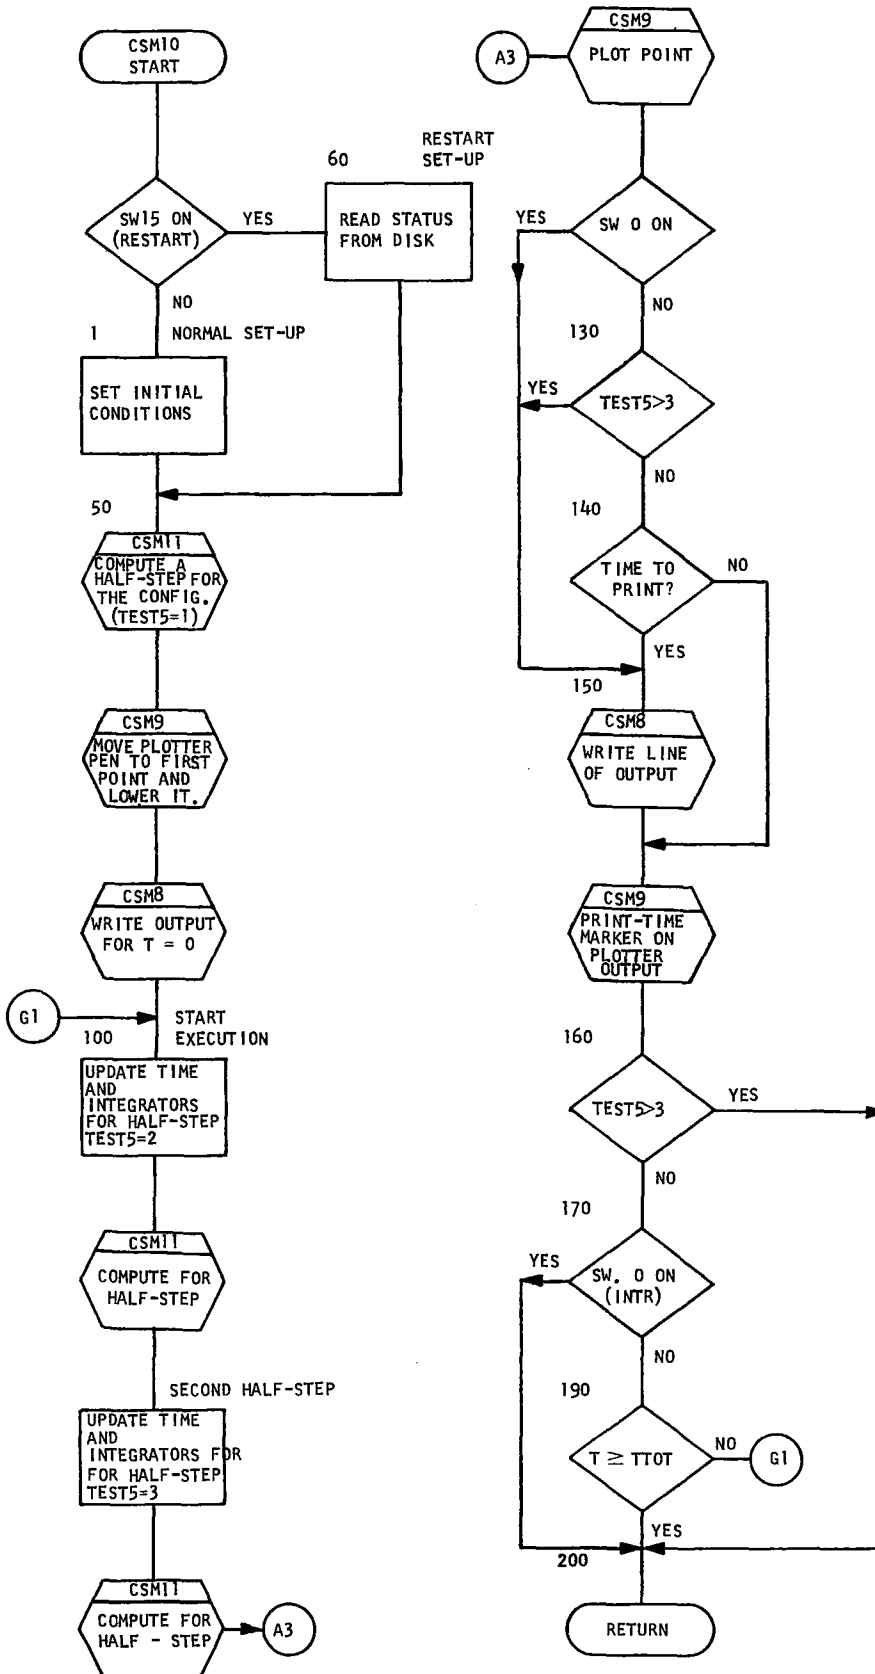 CSM10
START
SW15 ON
(RESTART)
YES
60
RESTART
SET-UP
READ STATUS
FROM DISK
NO
1
NORMAL SET-UP
SET INITIAL
CONDITIONS
50
CSM11
COMPUTE A
HALF-STEP FOR
THE CONFIG.
(TEST5=1)
CSM9
MOVE PLOTTER
PEN TO FIRST
POINT AND
LOWER IT.
CSM8
WRITE OUTPUT
FOR T = 0
G1
100
START
EXECUTION
UPDATE TIME
AND
INTEGRATORS
FOR HALF-STEP
TEST5=2
CSM11
COMPUTE FOR
HALF-STEP
SECOND HALF-STEP
UPDATE TIME
AND
INTEGRATORS FOR
FOR HALF-STEP
TEST5=3
CSM11
COMPUTE FOR
HALF - STEP
A3
A3
CSM9
PLOT POINT
SW 0 ON
YES
NO
130
TEST5>3
YES
NO
140
TIME TO
PRINT?
NO
YES
150
CSM8
WRITE LINE
OF OUTPUT
CSM9
PRINT-TIME
MARKER ON
PLOTTER
OUTPUT
160
TEST5>3
YES
NO
170
SW. 0 ON
(INTR)
YES
NO
190
T ≥ TTOT
NO
G1
YES
200
RETURN